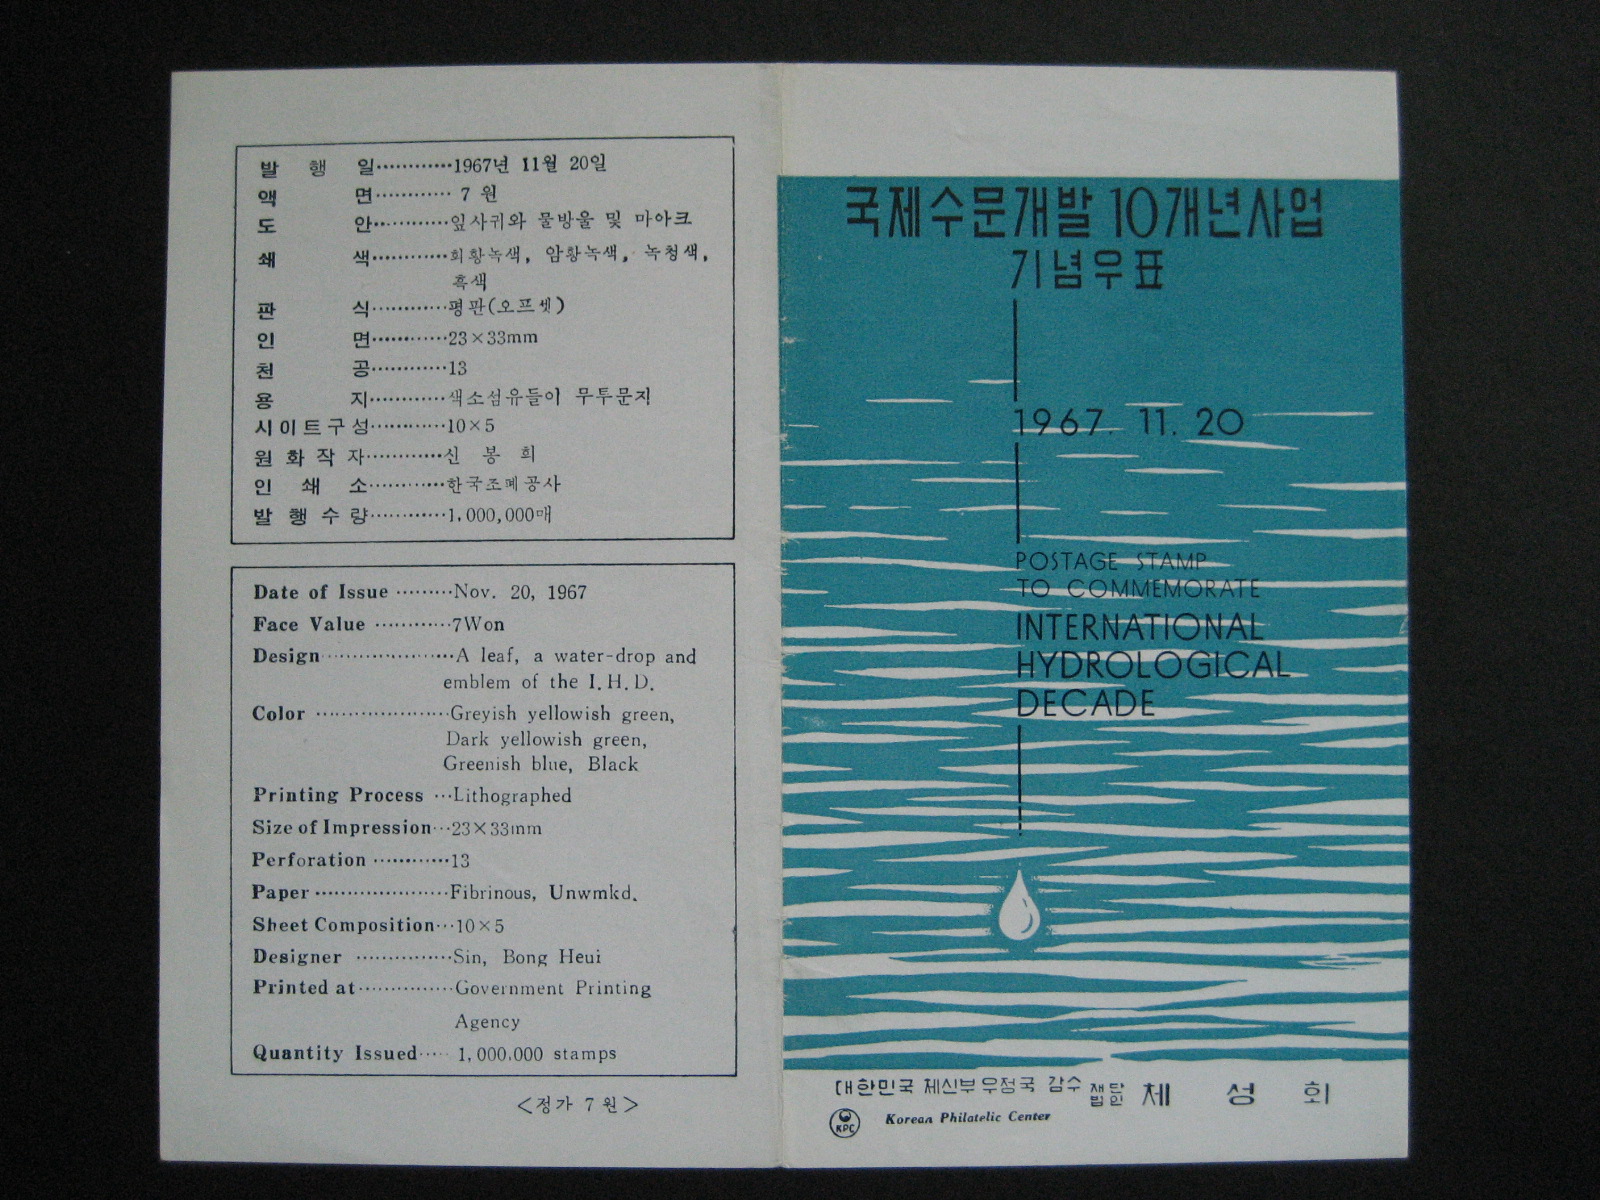 발 행 일············1967년 11월 20일
액 면············ 7 원
도 안············잎사귀와 물방울 및 마아크
쇄 색············회황녹색, 암황녹색, 녹청색,
흑색
판 식············평판(오프셋)
인 면············23×33mm
천 공············13
용 지············색소섬유들이 무투문지
시이트구성············10×5
원 화 작 자············신 봉 희
인 쇄 소············한국조폐공사
발 행 수 량············1,000,000매
Date of Issue ·········Nov. 20, 1967
Face Value ············7Won
Design·····················A leaf, a water-drop and
emblem of the I.H.D.
Color ·····················Greyish yellowish green,
Dark yellowish green,
Greenish blue, Black
Printing Process ···Lithographed
Size of Impression···23×33mm
Perforation ············13
Paper·····················Fibrinous, Unwmkd.
Sheet Composition···10×5
Designer ···············Sin, Bong Heui
Printed at···············Government Printing
Agency
Quantity Issued····· 1,000.000 stamps
<정가 7 원>
국제수문개발 10개년사업
기념우표
1967. 11. 20
POSTAGE STAMP
TO COMMEMORATE
INTERNATIONAL
HYDROLOGICAL
DECADE
대한민국 체신부 우정국 감수 재단법인 체 성 회
KPC Korean Philatelic Center